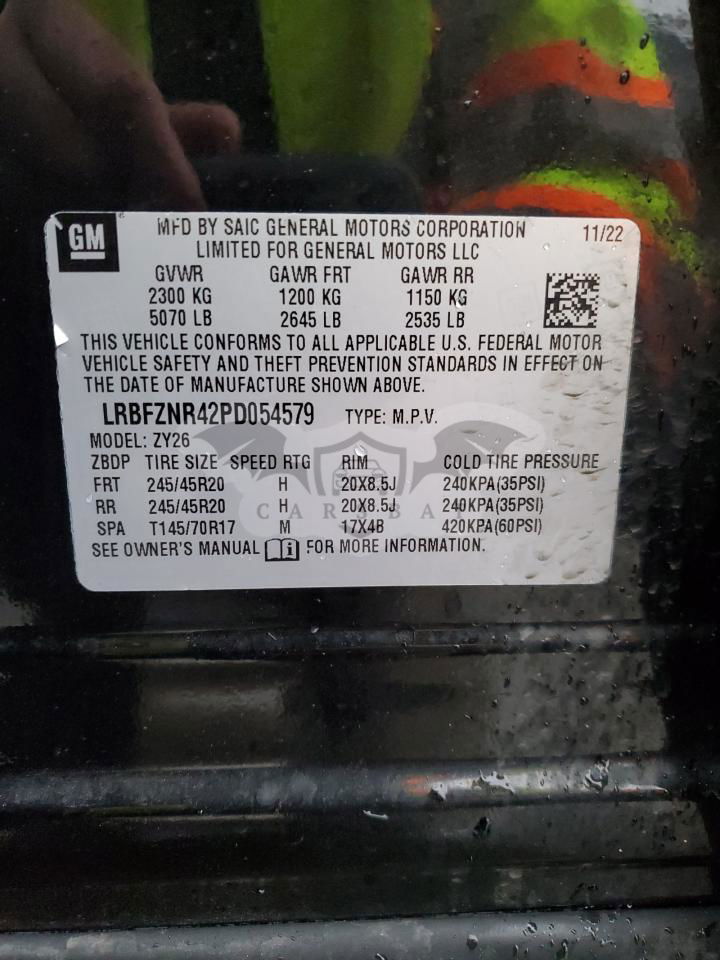 GM
MFD BY SAIC GENERAL MOTORS CORPORATION 11/22
LIMITED FOR GENERAL MOTORS LLC
GVWR GAWR FRT GAWR RR
2300 KG 1200 KG 1150 KG
5070 LB 2645 LB 2535 LB
THIS VEHICLE CONFORMS TO ALL APPLICABLE U.S. FEDERAL MOTOR
VEHICLE SAFETY AND THEFT PREVENTION STANDARDS IN EFFECT ON
THE DATE OF MANUFACTURE SHOWN ABOVE.
LRBFZNR42PD054579 TYPE: M.P.V.
MODEL: ZY26
ZBDP TIRE SIZE SPEED RTG RIM COLD TIRE PRESSURE
FRT 245/45R20 H 20X8.5J 240KPA(35PSI)
RR 245/45R20 H 20X8.5J 240KPA(35PSI)
SPA T145/70R17 M 17X4B 420KPA(60PSI)
SEE OWNER'S MANUAL i FOR MORE INFORMATION.